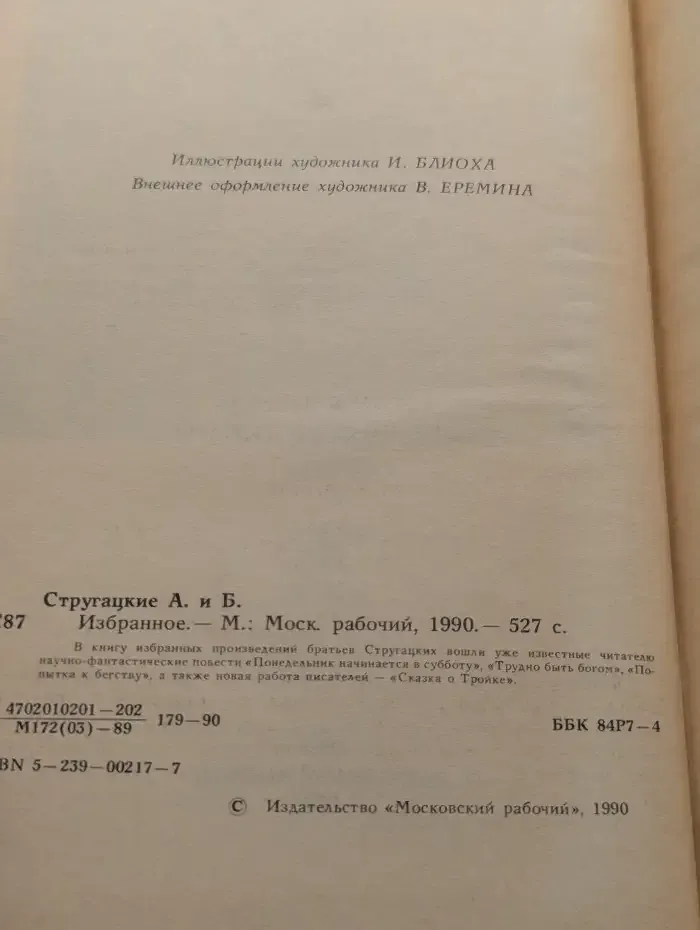 Иллюстрации художника И. БЛИОХА
Внешнее оформление художника В. ЕРЕМИНА
Стругацкие А. и Б.
С87 Избранное.— М.: Моск. рабочий, 1990.— 527 с.
В книгу избранных произведений братьев Стругацких вошли уже известные читателю
научно-фантастические повести «Понедельник начинается в субботу», «Трудно быть богом», «По-
пытка к бегству», а также новая работа писателей — «Сказка о Тройке».
4702010201—202
М172(03)—89
179—90
ББК 84Р7—4
BN 5—239—00217—7
© Издательство «Московский рабочий», 1990